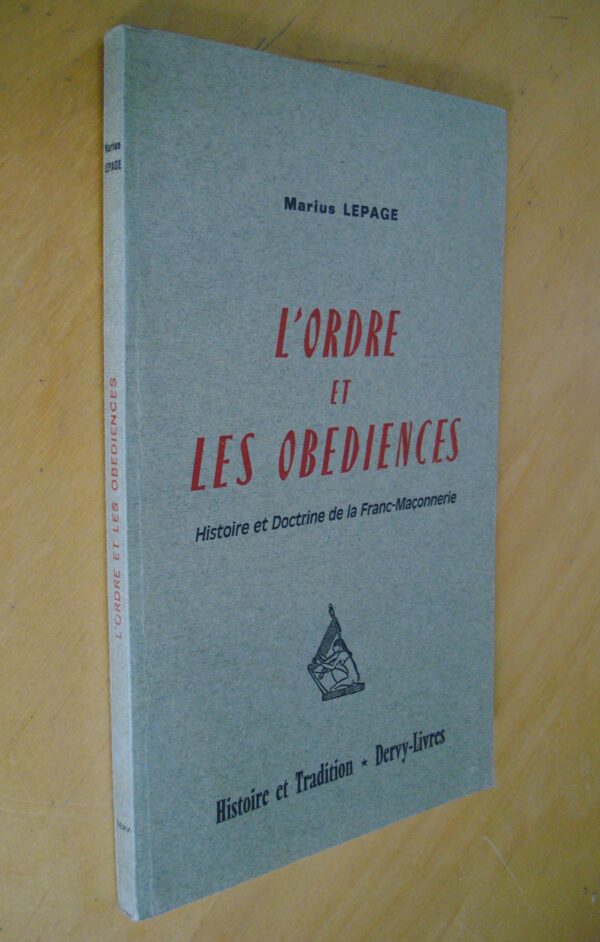 Marius LEPAGE
L'ORDRE
ET
LES OBEDIENCES
Histoire et Doctrine de la Franc-Maçonnerie
Histoire et Tradition * Dervy-Livres
Marius
LEPAGE
L'ORDRE ET LES OBEDIENCES